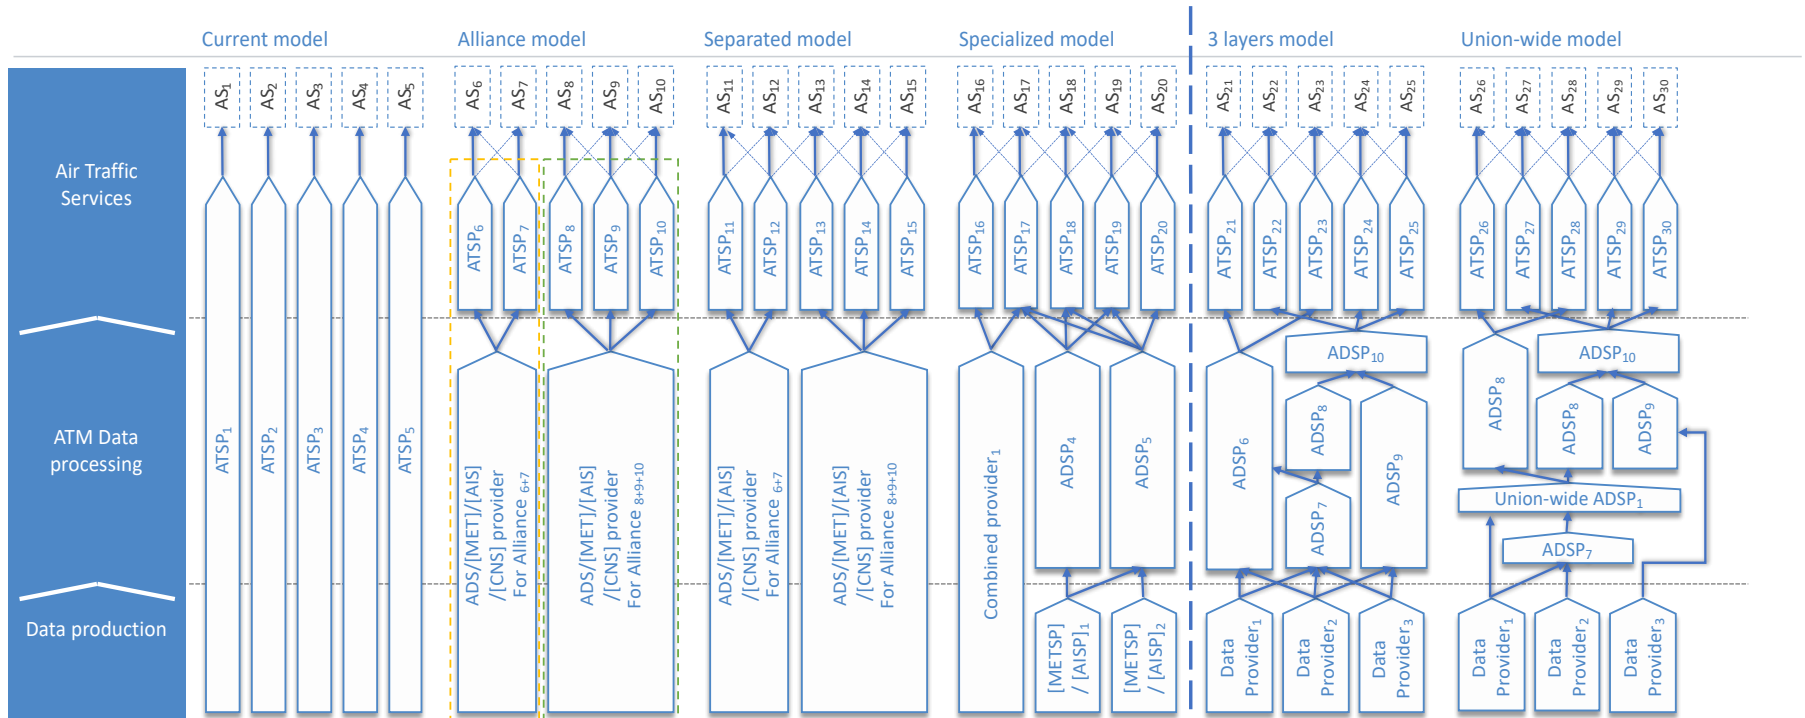 Current model
Alliance model
Separated model
Specialized model
3 layers model
Union-wide model
AS1
AS2
AS3
AS4
AS5
AS6
AS7
AS8
AS9
AS10
AS11
AS12
AS13
AS14
AS15
AS16
AS17
AS18
AS19
AS20
AS21
AS22
AS23
AS24
AS25
AS26
AS27
AS28
AS29
AS30
Air Traffic
Services
ATSP6
ATSP7
ATSP8
ATSP9
ATSP10
ATSP11
ATSP12
ATSP13
ATSP14
ATSP15
ATSP16
ATSP17
ATSP18
ATSP19
ATSP20
ATSP21
ATSP22
ATSP23
ATSP24
ATSP25
ATSP26
ATSP27
ATSP28
ATSP29
ATSP30
ATM Data
processing
ATSP1
ATSP2
ATSP3
ATSP4
ATSP5
ADS/[MET]/[AIS]
/[CNS] provider
For Alliance 6+7
ADS/[MET]/[AIS]
/[CNS] provider
For Alliance 8+9+10
ADS/[MET]/[AIS]
/[CNS] provider
For Alliance 6+7
ADS/[MET]/[AIS]
/[CNS] provider
For Alliance 8+9+10
Combined provider1
ADSP4
ADSP5
ADSP6
ADSP10
ADSP8
ADSP7
ADSP9
ADSP8
ADSP10
ADSP8
ADSP9
Union-wide ADSP1
ADSP7
Data production
[METSP]
/ [AISP]1
[METSP]
/ [AISP]2
Data
Provider1
Data
Provider2
Data
Provider3
Data
Provider1
Data
Provider2
Data
Provider3